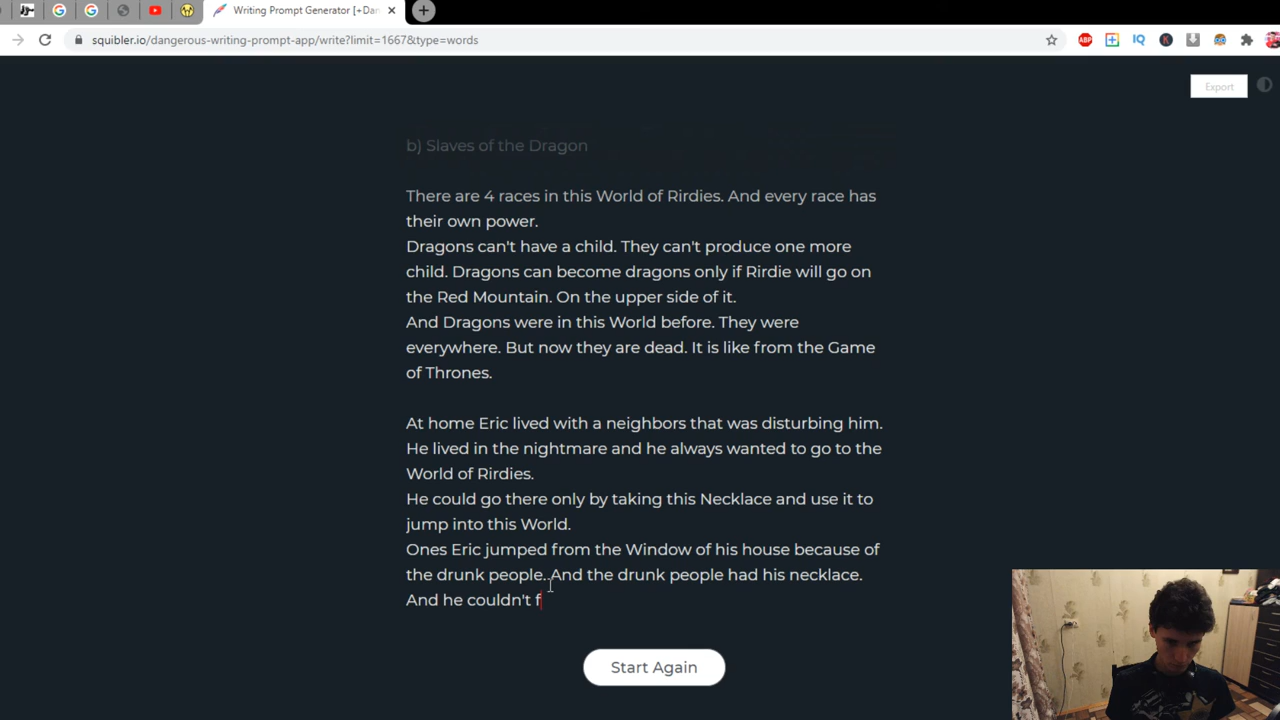 Writing Prompt Generator [+Dan
squibler.io/dangerous-writing-prompt-app/write?limit=1667&type=words
ABP
IQ
K
Export
b) Slaves of the Dragon
There are 4 races in this World of Rirdies. And every race has
their own power.
Dragons can't have a child. They can't produce one more
child. Dragons can become dragons only if Rirdie will go on
the Red Mountain. On the upper side of it.
And Dragons were in this World before. They were
everywhere. But now they are dead. It is like from the Game
of Thrones.
At home Eric lived with a neighbors that was disturbing him.
He lived in the nightmare and he always wanted to go to the
World of Rirdies.
He could go there only by taking this Necklace and use it to
jump into this World.
Ones Eric jumped from the Window of his house because of
the drunk people. And the drunk people had his necklace.
And he couldn't f
Start Again